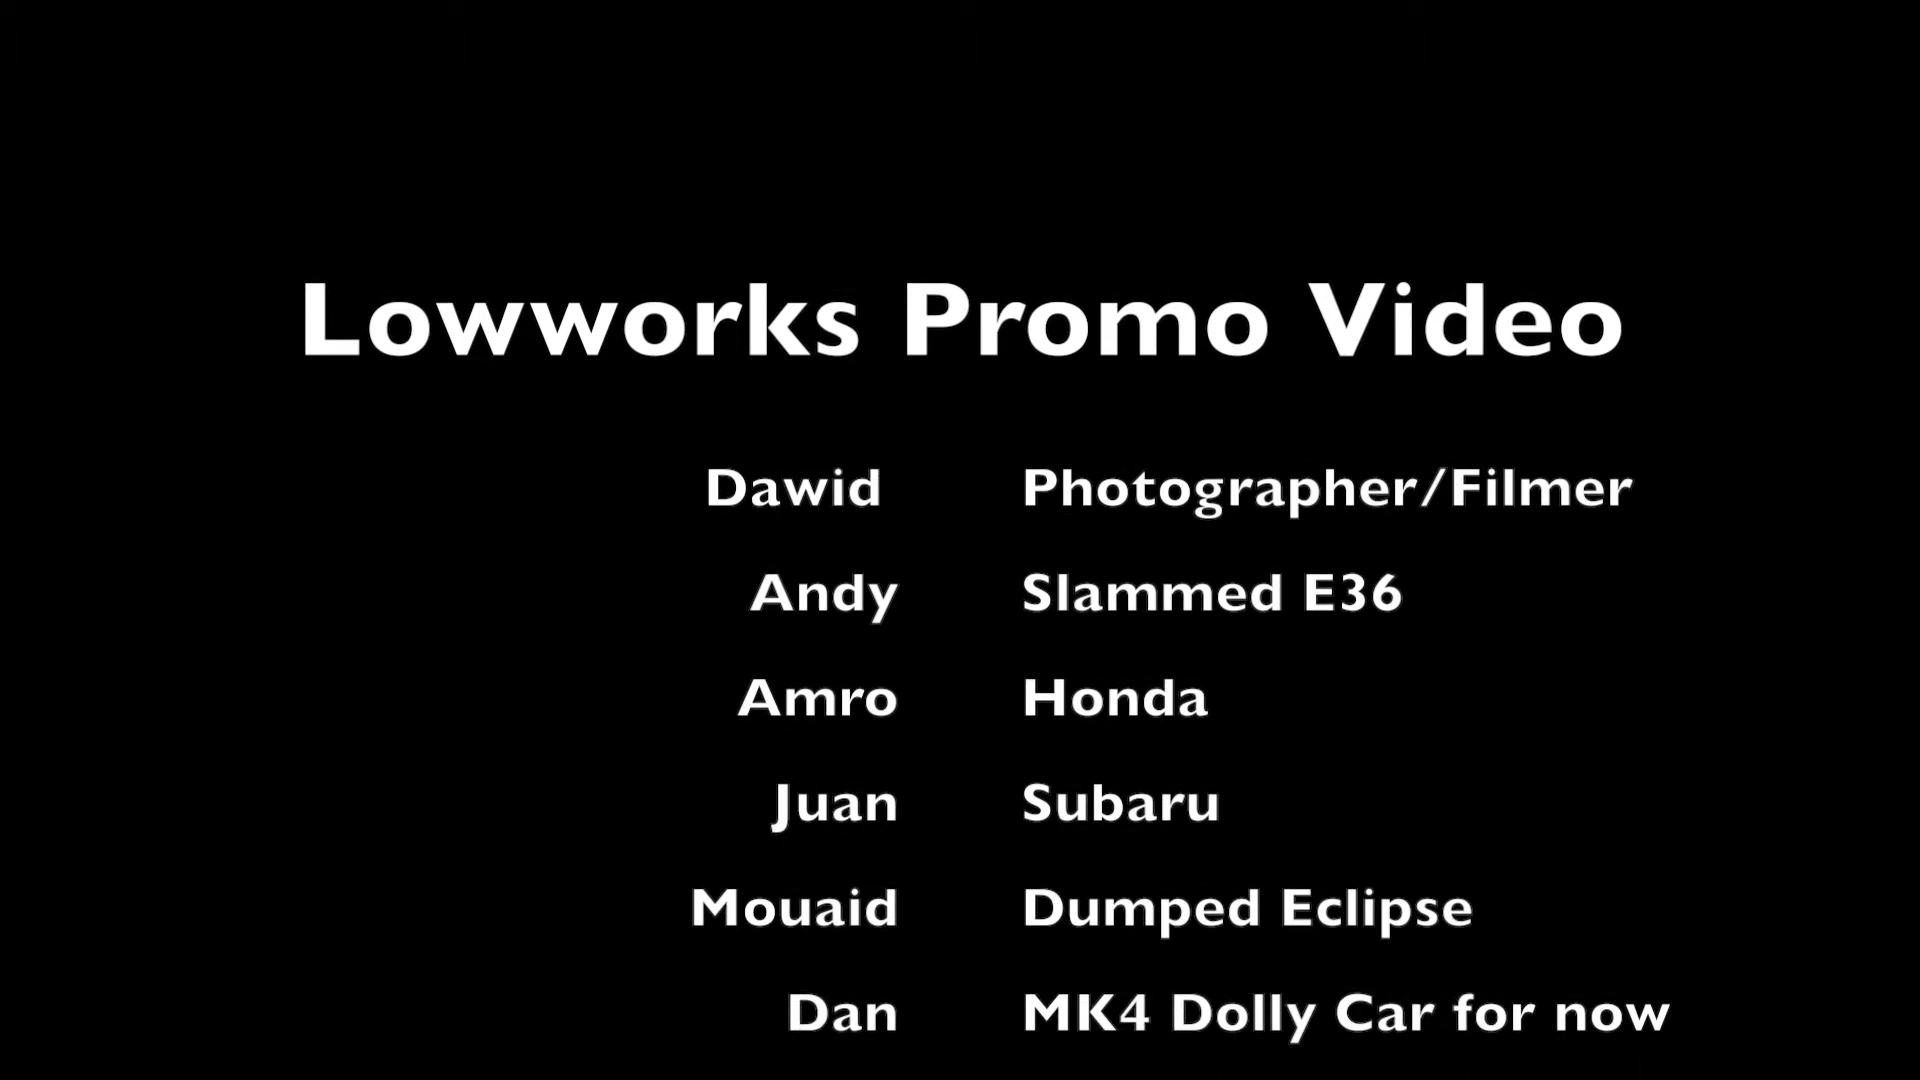 Lowworks Promo Video
Dawid Photographer/Filmer
Andy Slammed E36
Amro Honda
Juan Subaru
Mouaid Dumped Eclipse
Dan MK4 Dolly Car for now